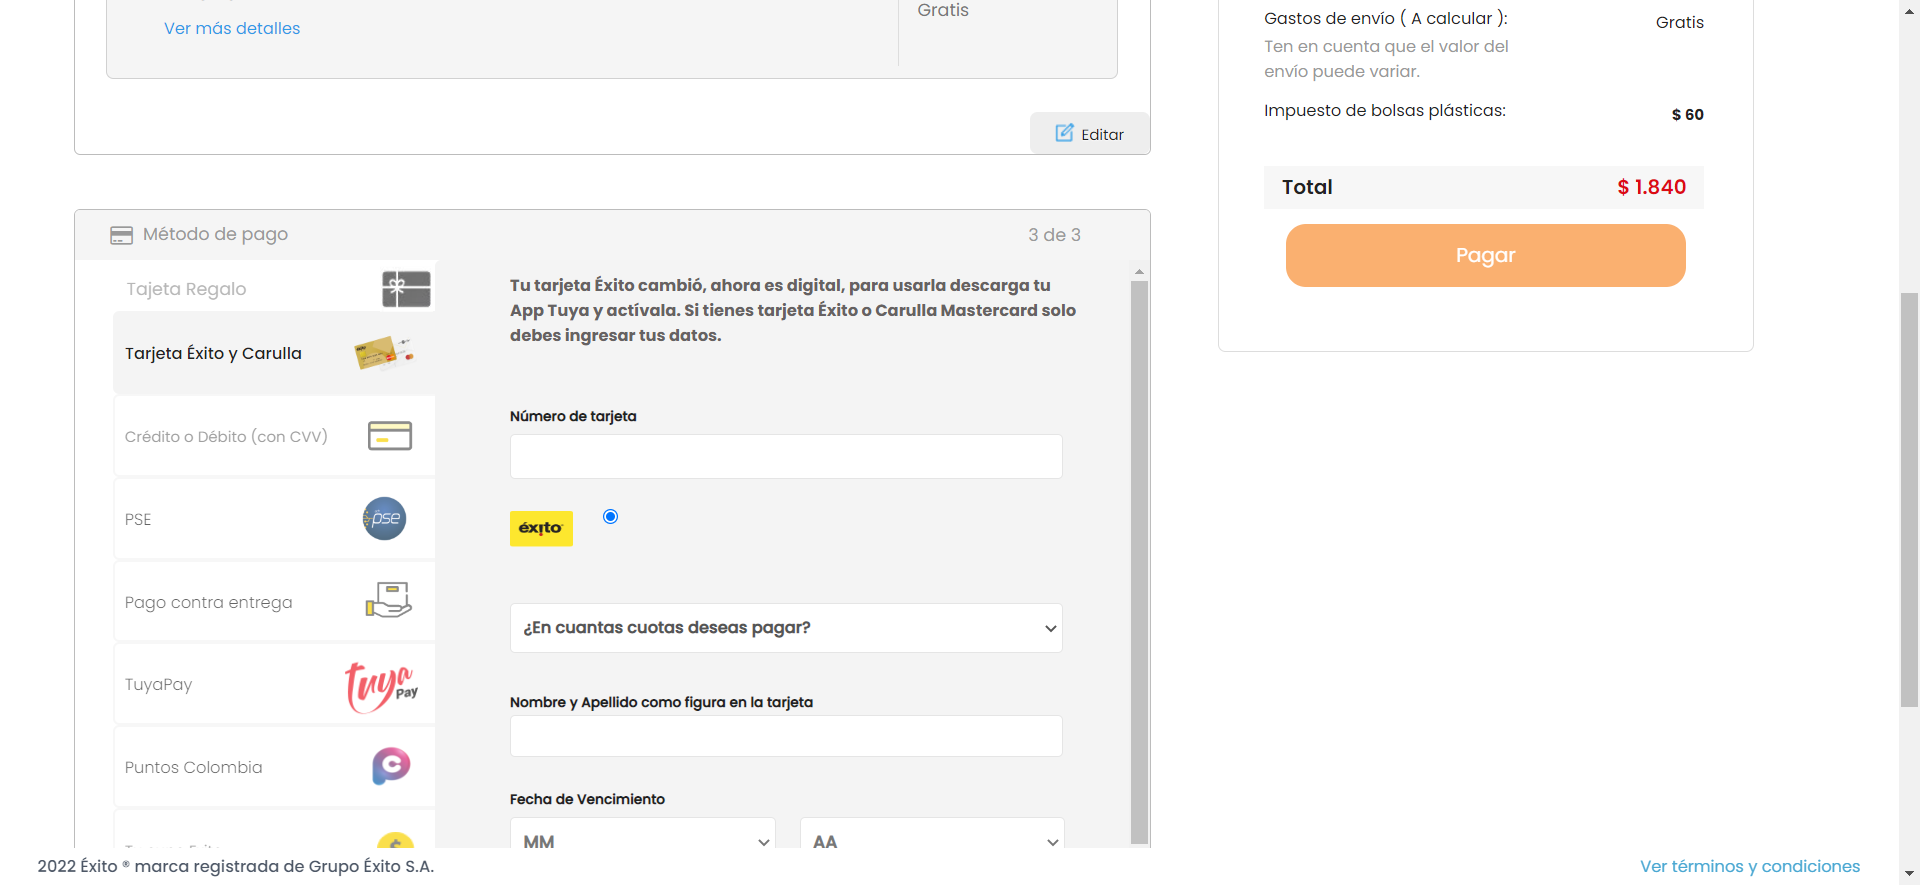 Ver más detalles
Gratis
Editar
Gastos de envío ( A calcular ):
Gratis
Ten en cuenta que el valor del
envío puede variar.
Impuesto de bolsas plásticas:
$ 60
Total
$ 1.840
Pagar
Método de pago
3 de 3
Tajeta Regalo
Tarjeta Éxito y Carulla
Crédito o Débito (con CVV)
PSE
pse
Pago contra entrega
TuyaPay
tuya
Pay
Puntos Colombia
Tu tarjeta Éxito cambió, ahora es digital, para usarla descarga tu
App Tuya y actívala. Si tienes tarjeta Éxito o Carulla Mastercard solo
debes ingresar tus datos.
Número de tarjeta
éxito
¿En cuantas cuotas deseas pagar?
Nombre y Apellido como figura en la tarjeta
Fecha de Vencimiento
MM
AA
2022 Éxito ® marca registrada de Grupo Éxito S.A.
Ver términos y condiciones